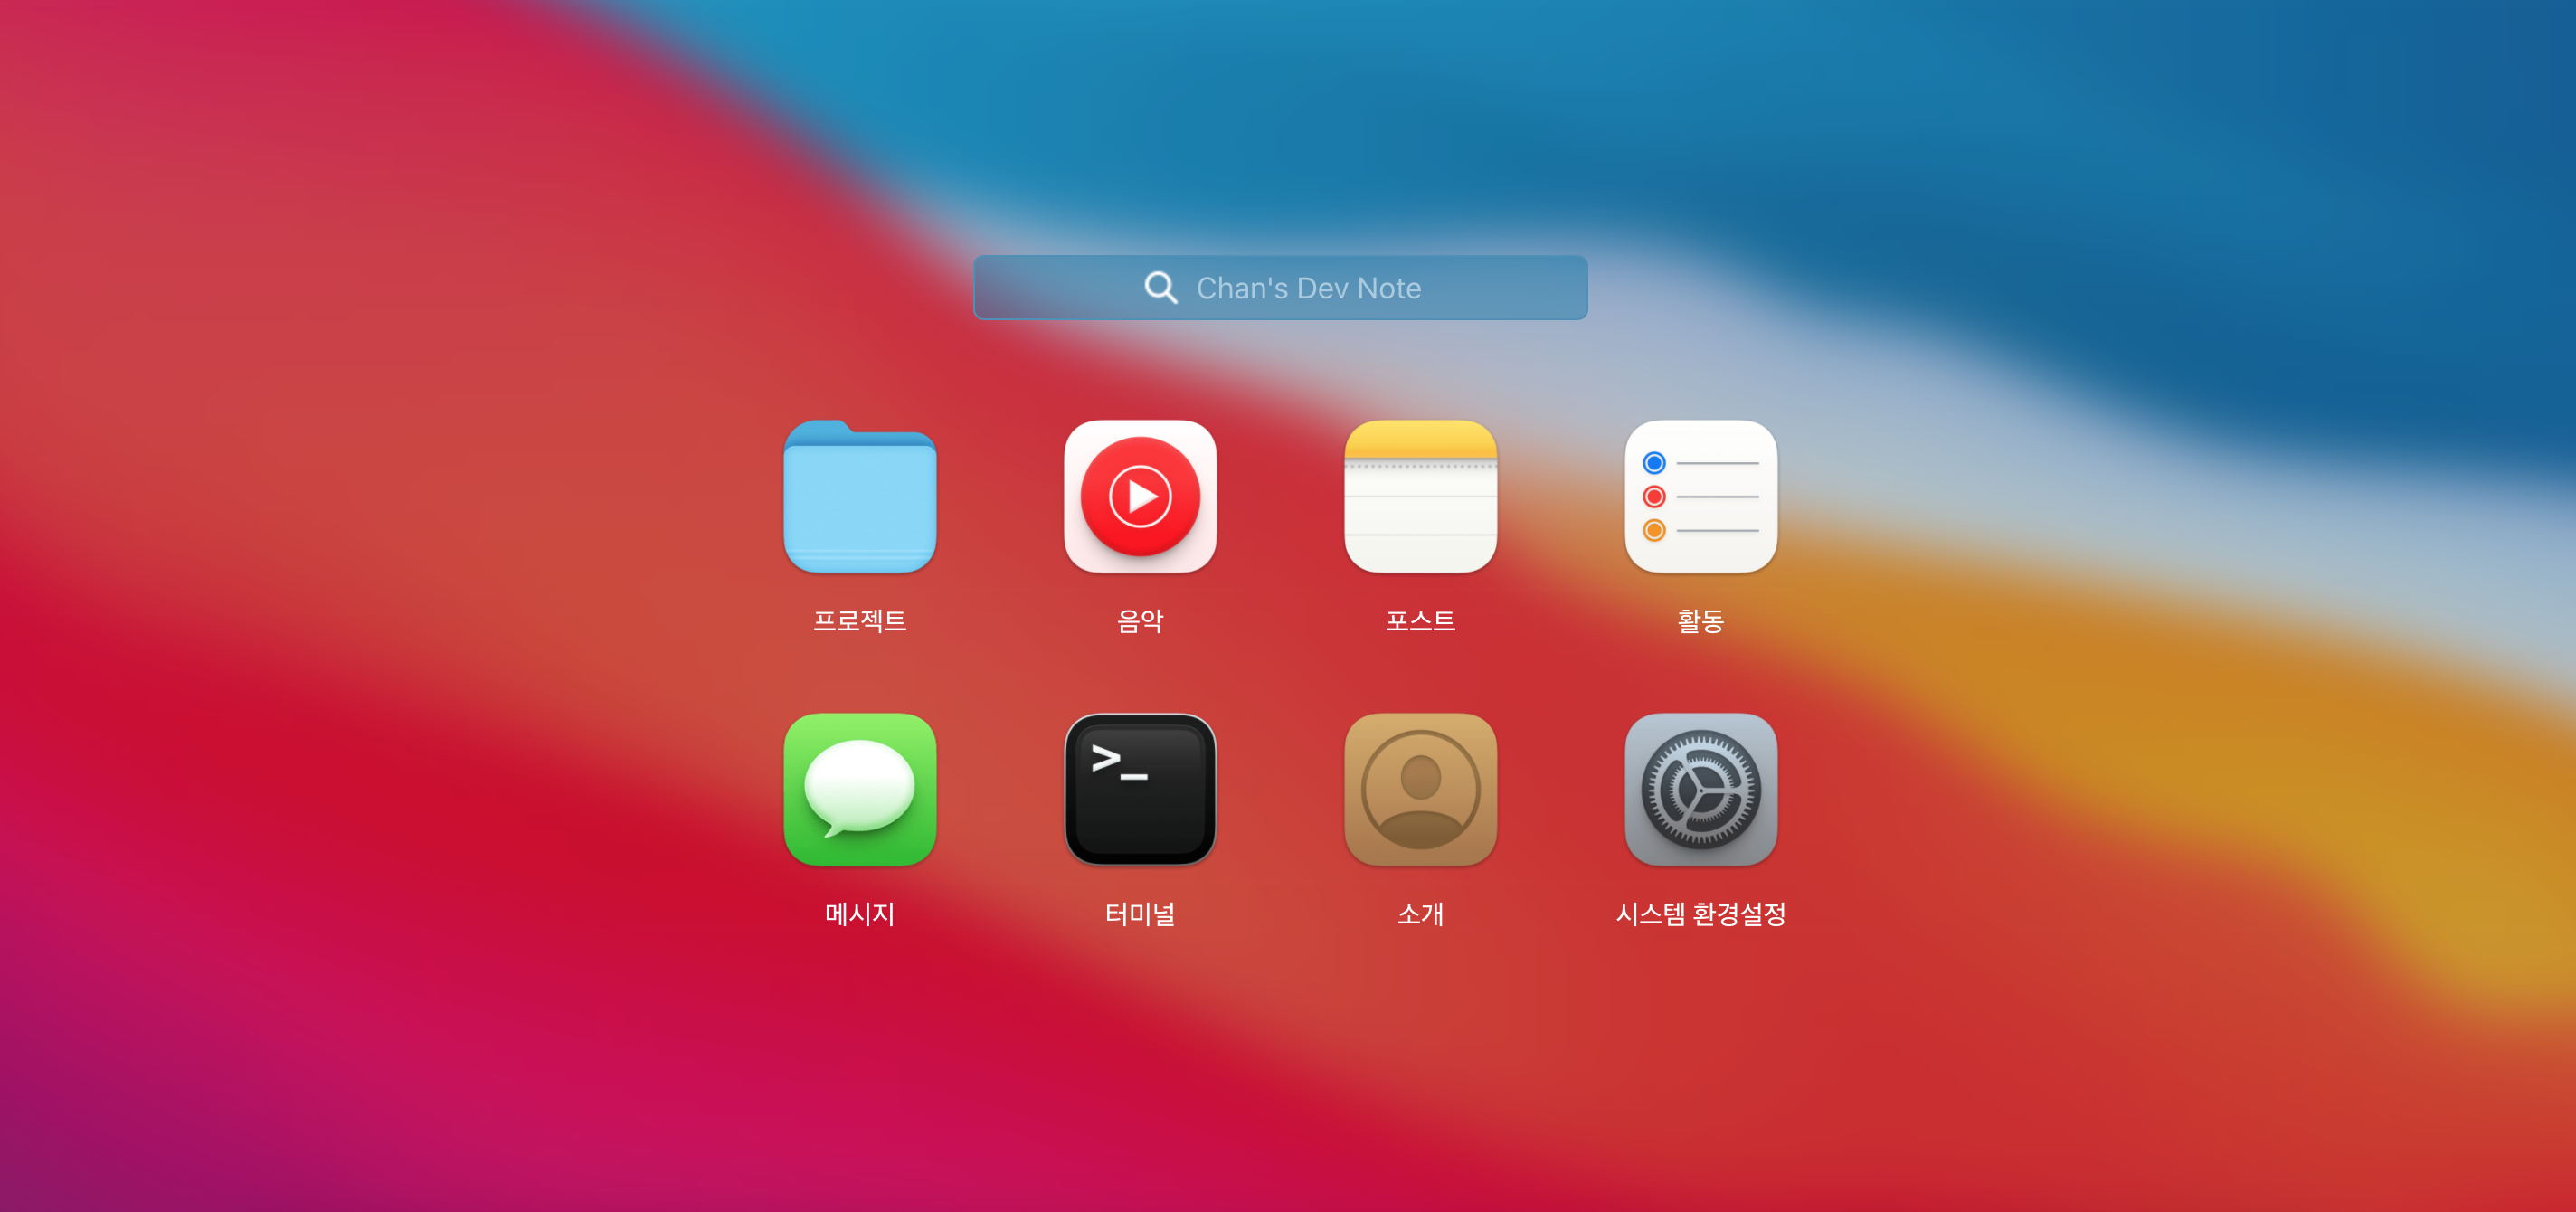 Chan's Dev Note
프로젝트
음악
포스트
활동
>_
메시지
터미널
소개
시스템 환경설정